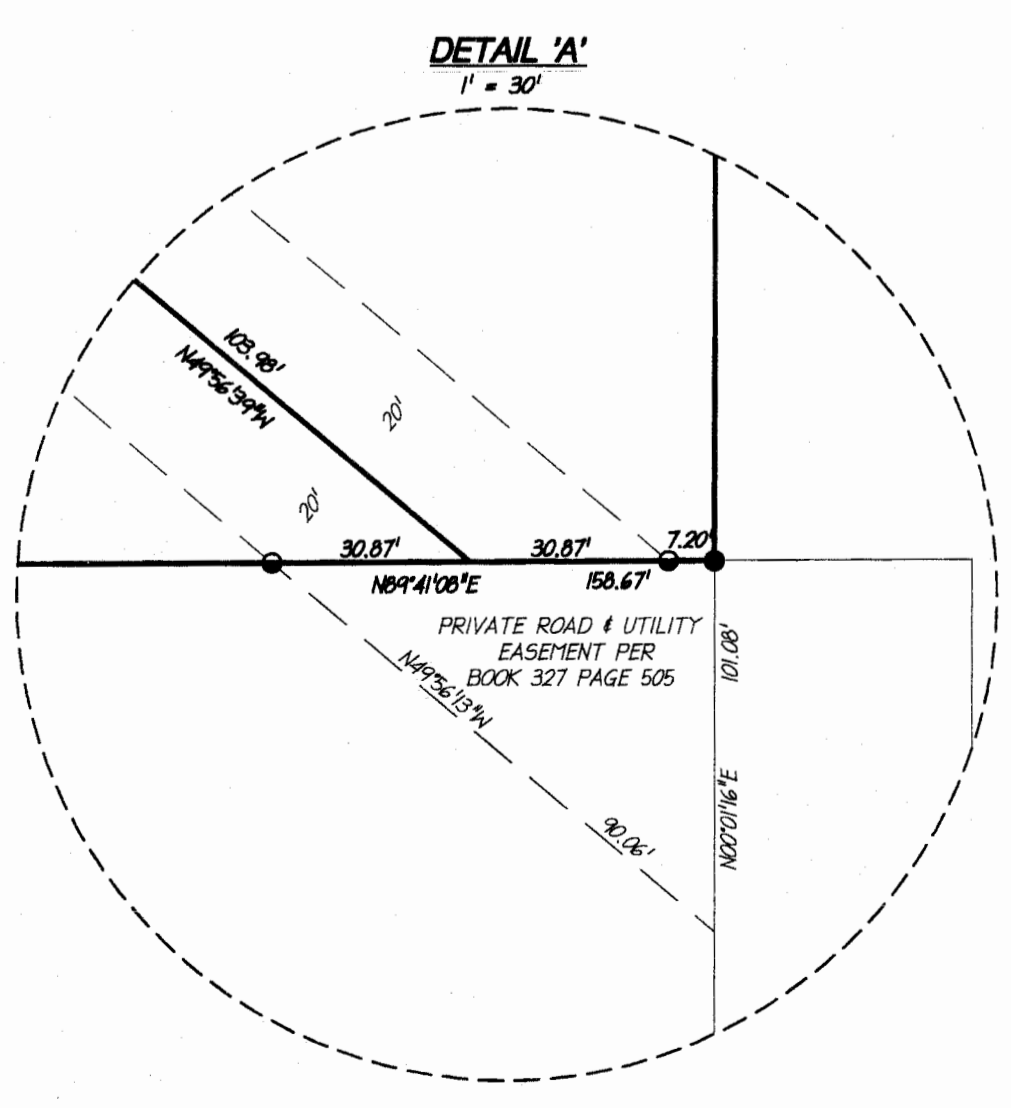 DETAIL 'A'
1' = 30'
103.98'
N49°56'39"W
20'
20'
30.87'
30.87'
7.20'
N89°41'08"E
158.67'
PRIVATE ROAD & UTILITY
EASEMENT PER
BOOK 327 PAGE 505
101.08'
N49°56'13"W
N00°01'16"E
90.06'